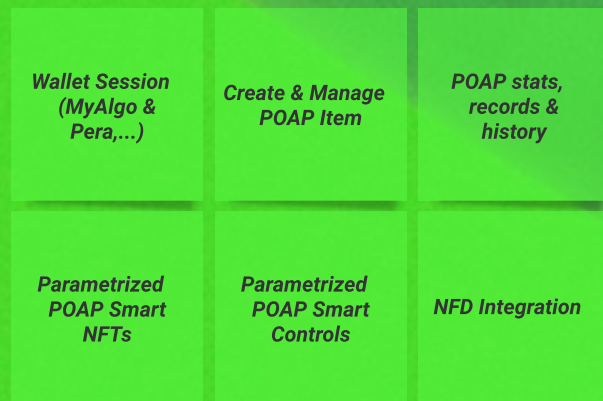 Wallet Session
(MyAlgo &
Pera,...)
Create & Manage
POAP Item
POAP stats,
records &
history
Parametrized
POAP Smart
NFTs
Parametrized
POAP Smart
Controls
NFD Integration